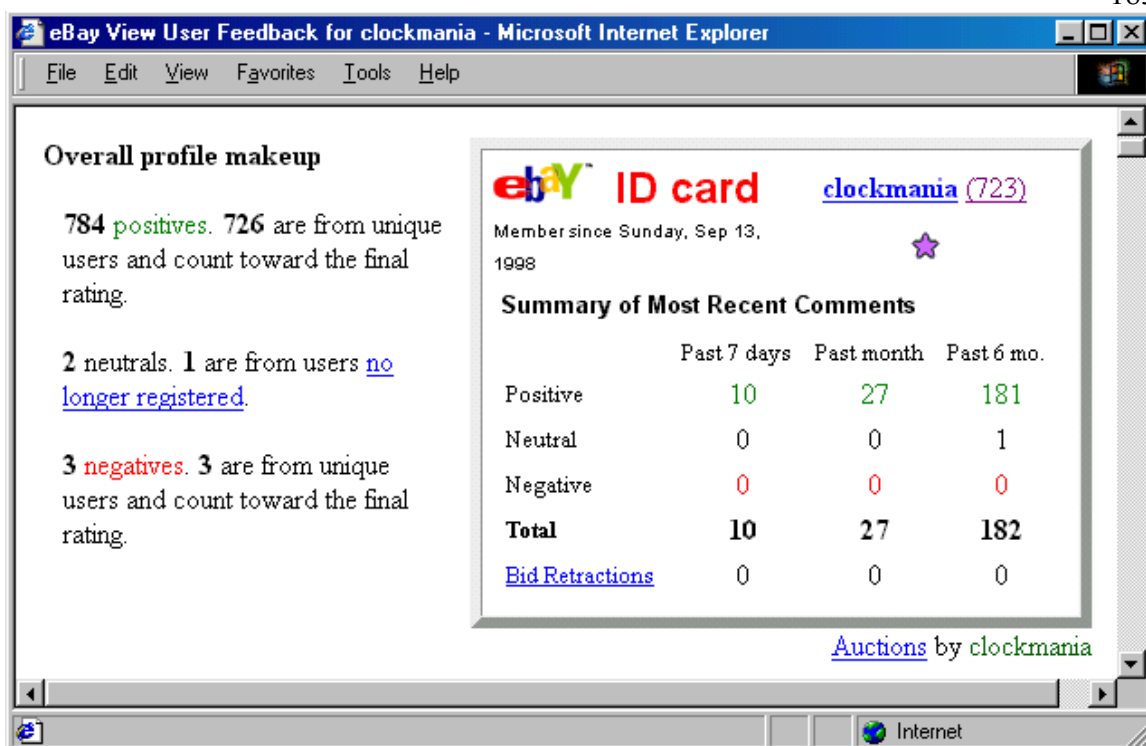 eBay View User Feedback for clockmania - Microsoft Internet Explorer
File Edit View Favorites Tools Help
Overall profile makeup
784 positives. 726 are from unique
users and count toward the final
rating.
2 neutrals. 1 are from users no
longer registered.
3 negatives. 3 are from unique
users and count toward the final
rating.
ebaY™ ID card clockmania (723)
Member since Sunday, Sep 13,
1998
Summary of Most Recent Comments
Past 7 days Past month Past 6 mo.
Positive 10 27 181
Neutral 0 0 1
Negative 0 0 0
Total 10 27 182
Bid Retractions 0 0 0
Auctions by clockmania
Internet